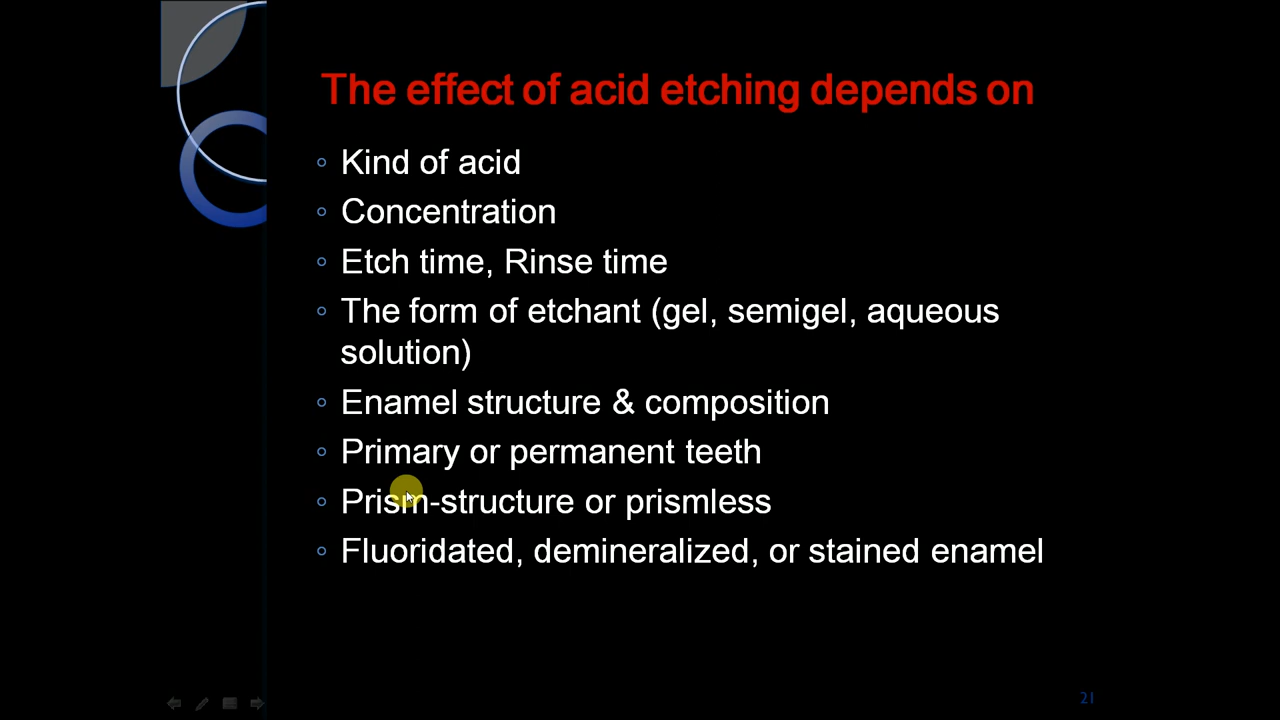 The effect of acid etching depends on
Kind of acid
Concentration
Etch time, Rinse time
The form of etchant (gel, semigel, aqueous
solution)
Enamel structure & composition
Primary or permanent teeth
Prism-structure or prismless
Fluoridated, demineralized, or stained enamel
21